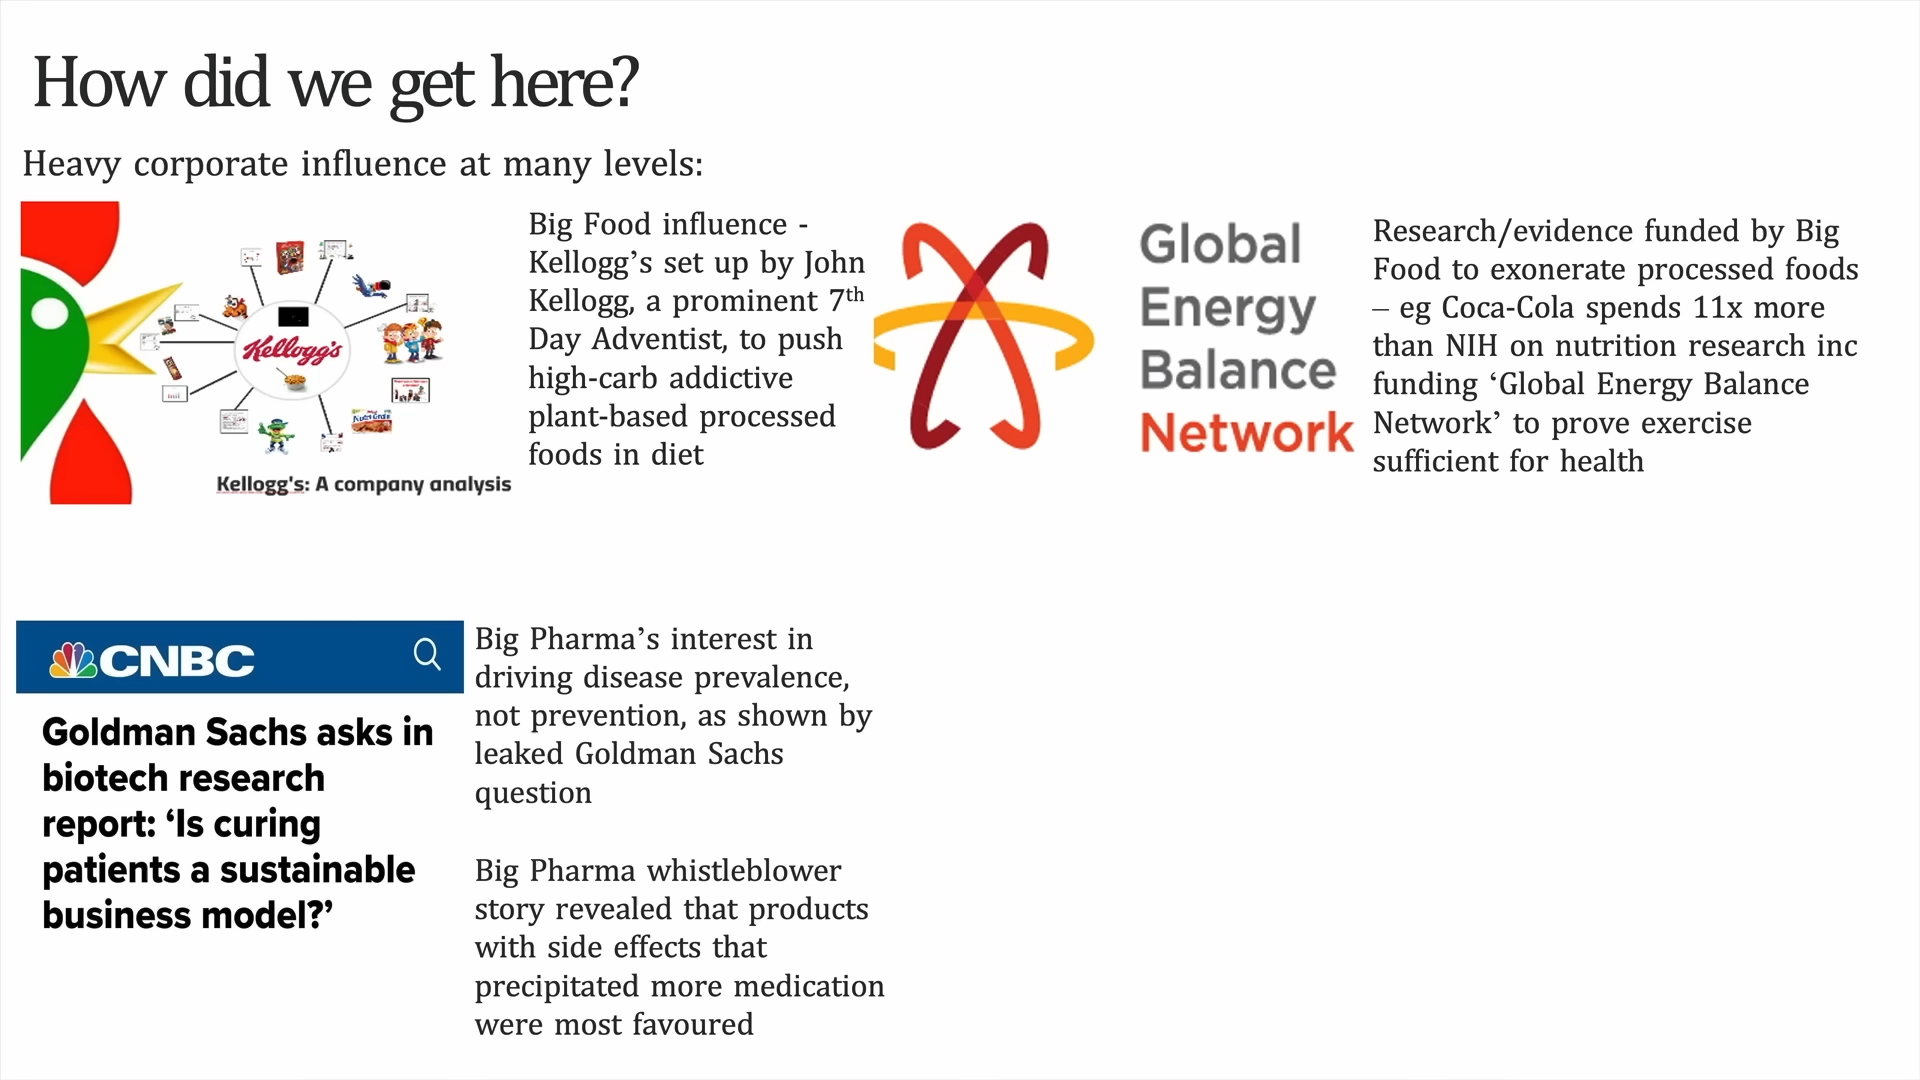 How did we get here?
Heavy corporate influence at many levels:
Kellogg's
Kellogg's: A company analysis
Big Food influence -
Kellogg’s set up by John
Kellogg, a prominent 7th
Day Adventist, to push
high-carb addictive
plant-based processed
foods in diet
Global
Energy
Balance
Network
Research/evidence funded by Big
Food to exonerate processed foods
– eg Coca-Cola spends 11x more
than NIH on nutrition research inc
funding ‘Global Energy Balance
Network’ to prove exercise
sufficient for health
CNBC
Goldman Sachs asks in
biotech research
report: ‘Is curing
patients a sustainable
business model?’
Big Pharma’s interest in
driving disease prevalence,
not prevention, as shown by
leaked Goldman Sachs
question
Big Pharma whistleblower
story revealed that products
with side effects that
precipitated more medication
were most favoured